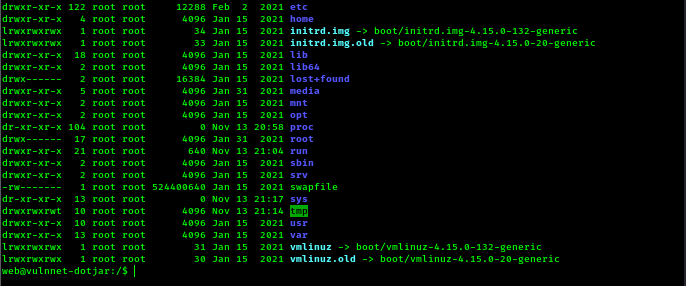 drwxr-xr-x 122 root root     12288 Feb  2  2021 etc
drwxr-xr-x   4 root root      4096 Jan 15  2021 home
lrwxrwxrwx   1 root root        34 Jan 15  2021 initrd.img -> boot/initrd.img-4.15.0-132-generic
lrwxrwxrwx   1 root root        33 Jan 15  2021 initrd.img.old -> boot/initrd.img-4.15.0-20-generic
drwxr-xr-x  18 root root      4096 Jan 15  2021 lib
drwxr-xr-x   2 root root      4096 Jan 15  2021 lib64
drwx------   2 root root     16384 Jan 15  2021 lost+found
drwxr-xr-x   5 root root      4096 Jan 31  2021 media
drwxr-xr-x   2 root root      4096 Jan 15  2021 mnt
drwxr-xr-x   2 root root      4096 Jan 15  2021 opt
dr-xr-xr-x 104 root root         0 Nov 13 20:58 proc
drwx------  17 root root      4096 Jan 31  2021 root
drwxr-xr-x  21 root root       640 Nov 13 21:04 run
drwxr-xr-x   2 root root      4096 Jan 15  2021 sbin
drwxr-xr-x   2 root root      4096 Jan 15  2021 srv
-rw-------   1 root root 524400640 Jan 15  2021 swapfile
dr-xr-xr-x  13 root root         0 Nov 13 21:17 sys
drwxrwxrwt  10 root root      4096 Nov 13 21:14 tmp
drwxr-xr-x  10 root root      4096 Jan 15  2021 usr
drwxr-xr-x  13 root root      4096 Jan 15  2021 var
lrwxrwxrwx   1 root root        31 Jan 15  2021 vmlinuz -> boot/vmlinuz-4.15.0-132-generic
lrwxrwxrwx   1 root root        30 Jan 15  2021 vmlinuz.old -> boot/vmlinuz-4.15.0-20-generic
web@vulnnet-dotjar:/$